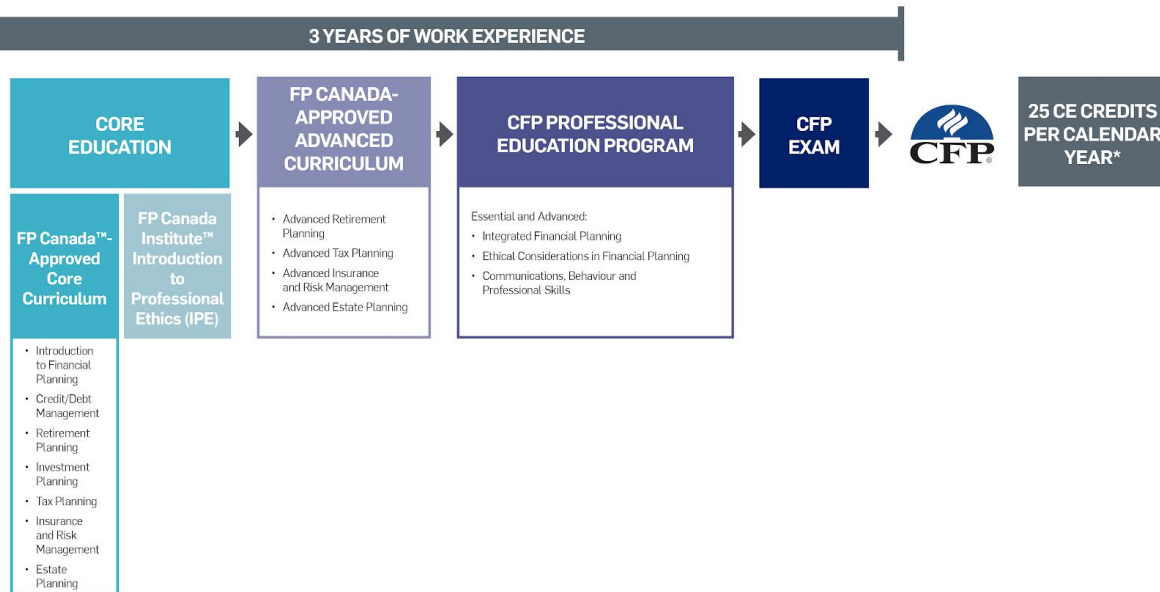 3 YEARS OF WORK EXPERIENCE
CORE
EDUCATION
FP Canada™-
Approved
Core
Curriculum
• Introduction
to Financial
Planning
• Credit/Debt
Management
• Retirement
Planning
• Investment
Planning
• Tax Planning
• Insurance
and Risk
Management
• Estate
Planning
FP Canada
Institute™
Introduction
to
Professional
Ethics (IPE)
FP CANADA-
APPROVED
ADVANCED
CURRICULUM
• Advanced Retirement
Planning
• Advanced Tax Planning
• Advanced Insurance
and Risk Management
• Advanced Estate Planning
CFP PROFESSIONAL
EDUCATION PROGRAM
Essential and Advanced:
• Integrated Financial Planning
• Ethical Considerations in Financial Planning
• Communications, Behaviour and
Professional Skills
CFP
EXAM
CFP®
25 CE CREDITS
PER CALENDAR
YEAR*